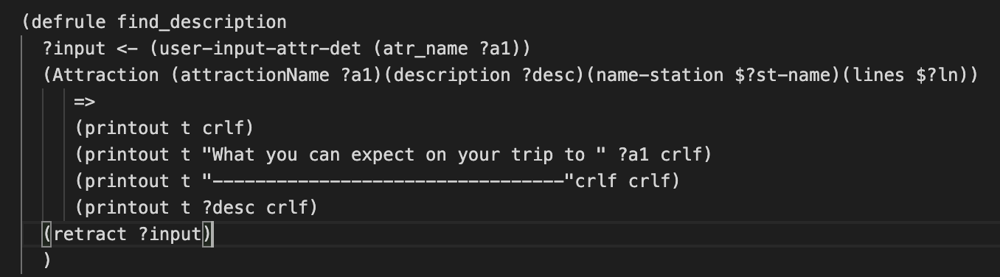 (defrule find_description
?input <- (user-input-attr-det (atr_name ?a1))
(Attraction (attractionName ?a1)(description ?desc)(name-station $?st-name)(lines $?ln))
=>
(printout t crlf)
(printout t "What you can expect on your trip to " ?a1 crlf)
(printout t "---------------------------------"crlf crlf)
(printout t ?desc crlf)
(retract ?input)
)